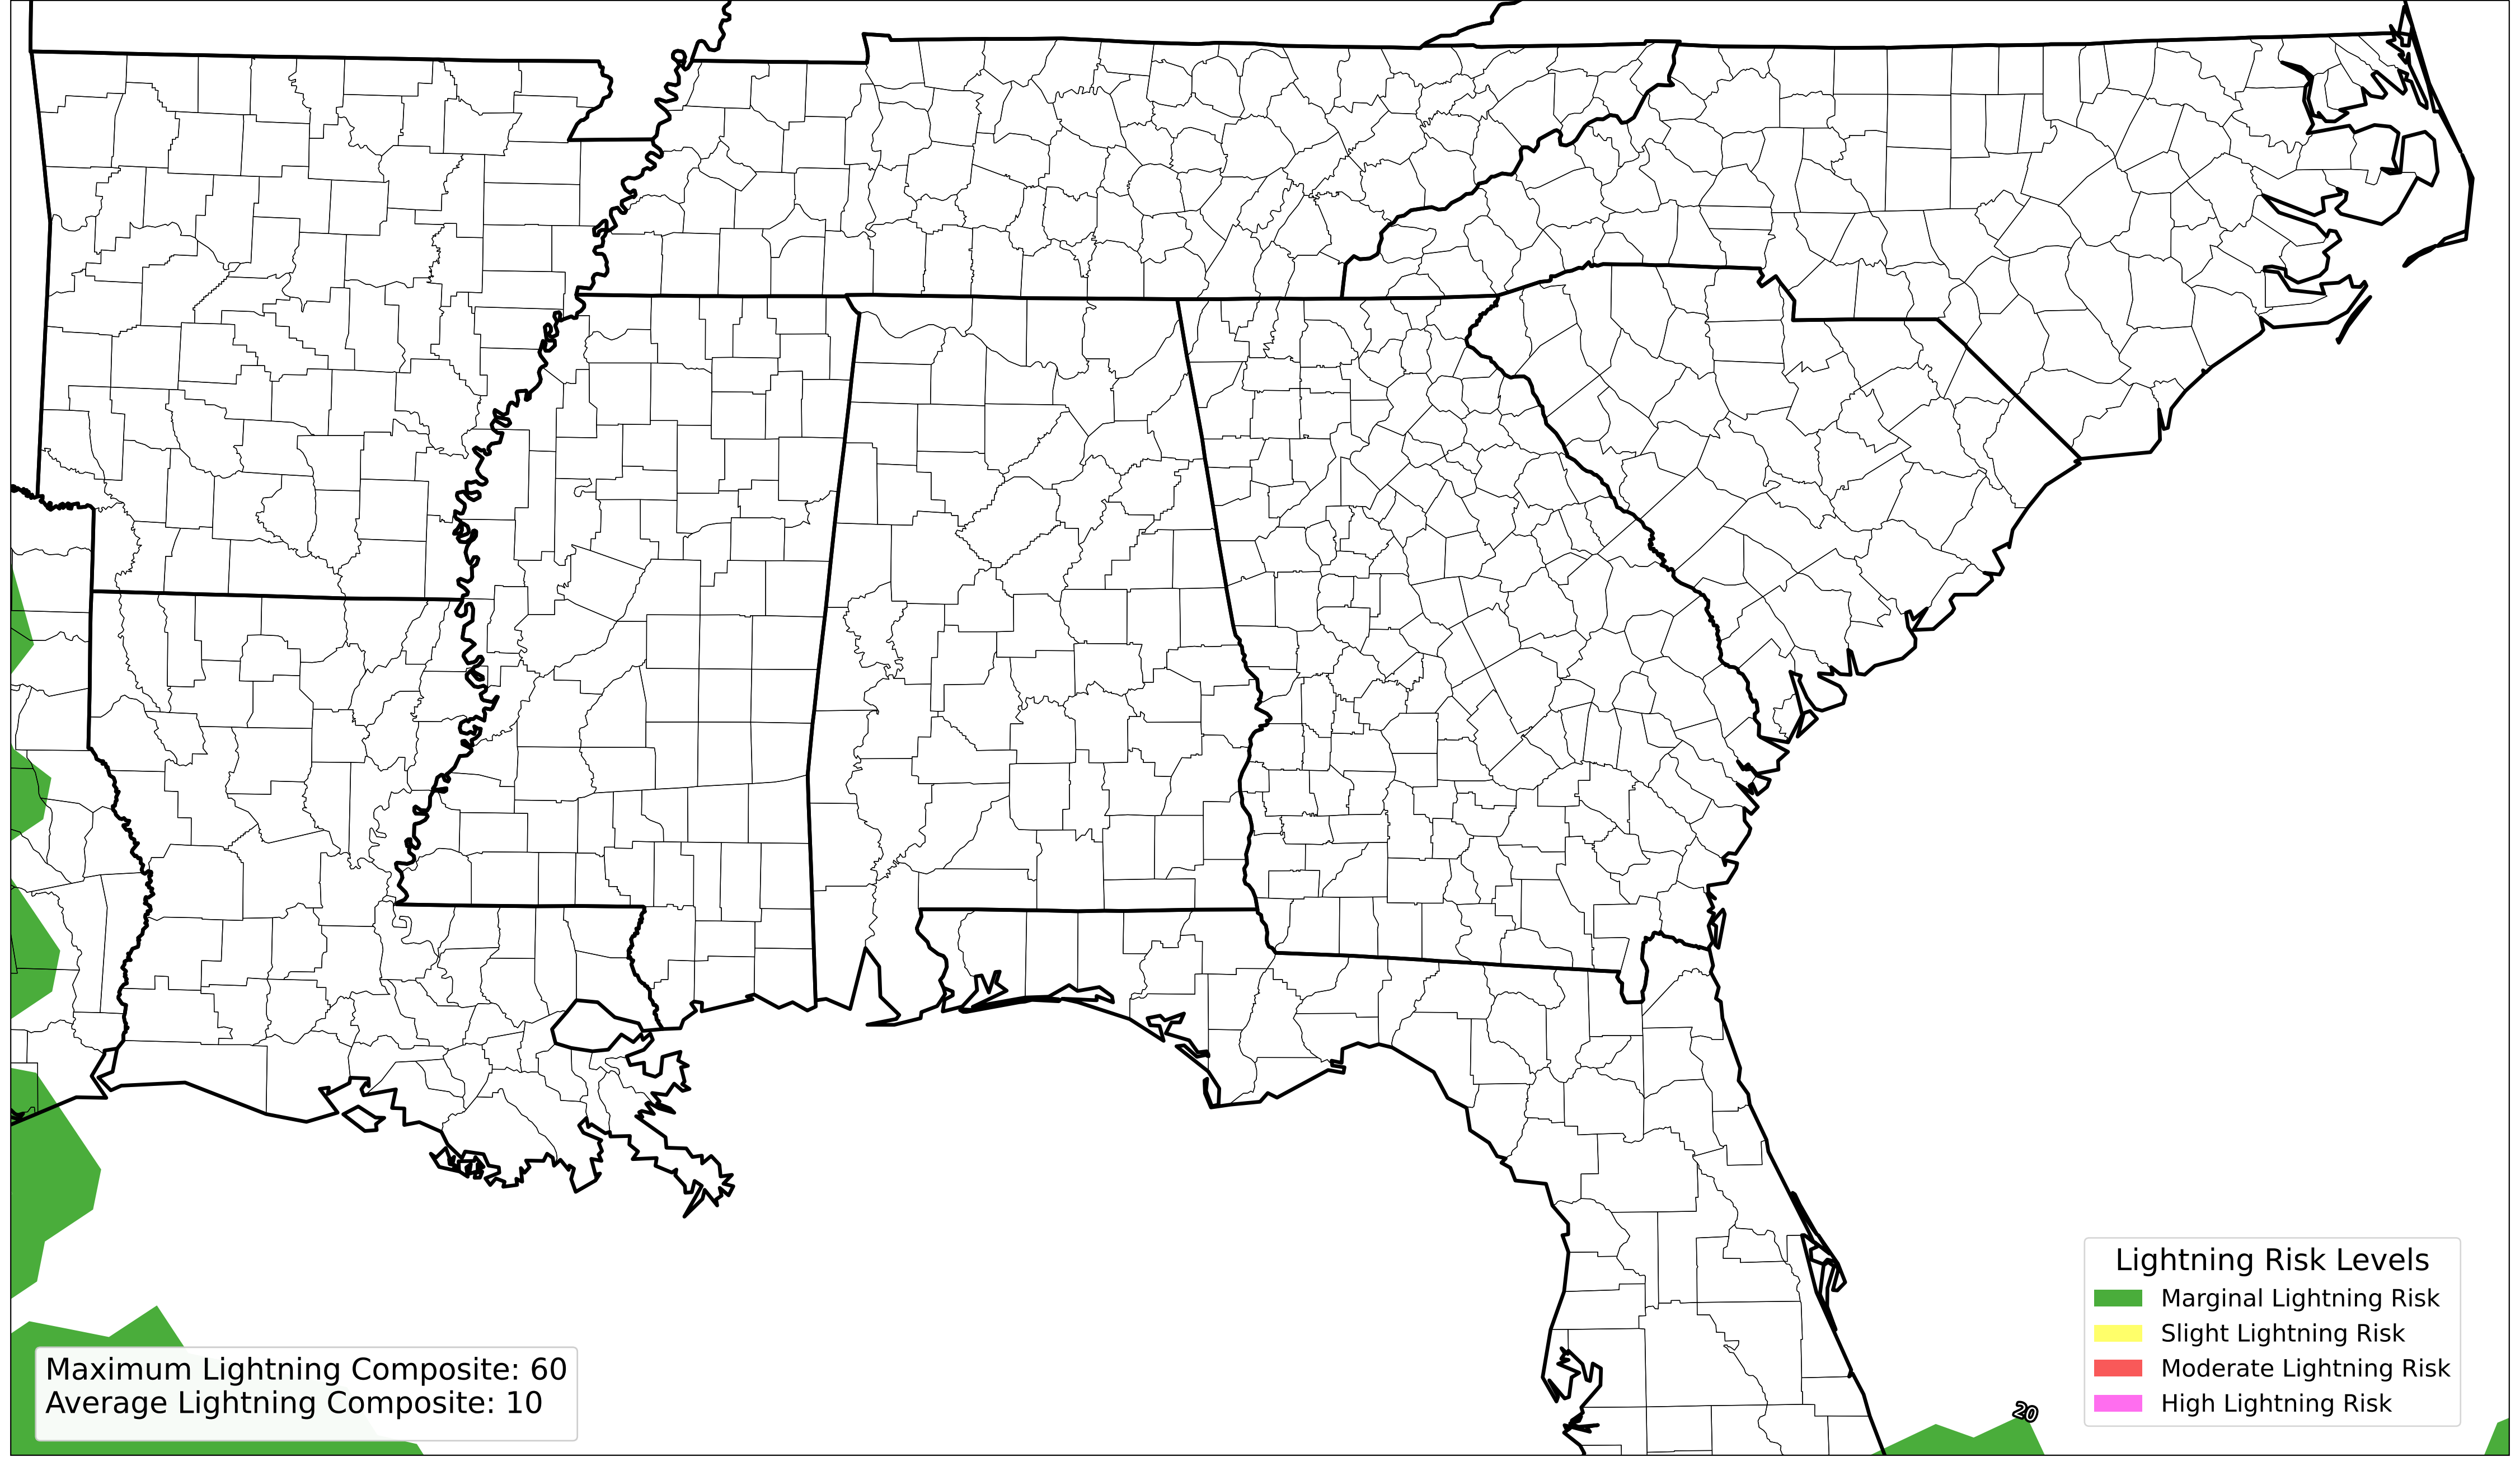 Maximum Lightning Composite: 60
Average Lightning Composite: 10
20
Lightning Risk Levels
Marginal Lightning Risk
Slight Lightning Risk
Moderate Lightning Risk
High Lightning Risk